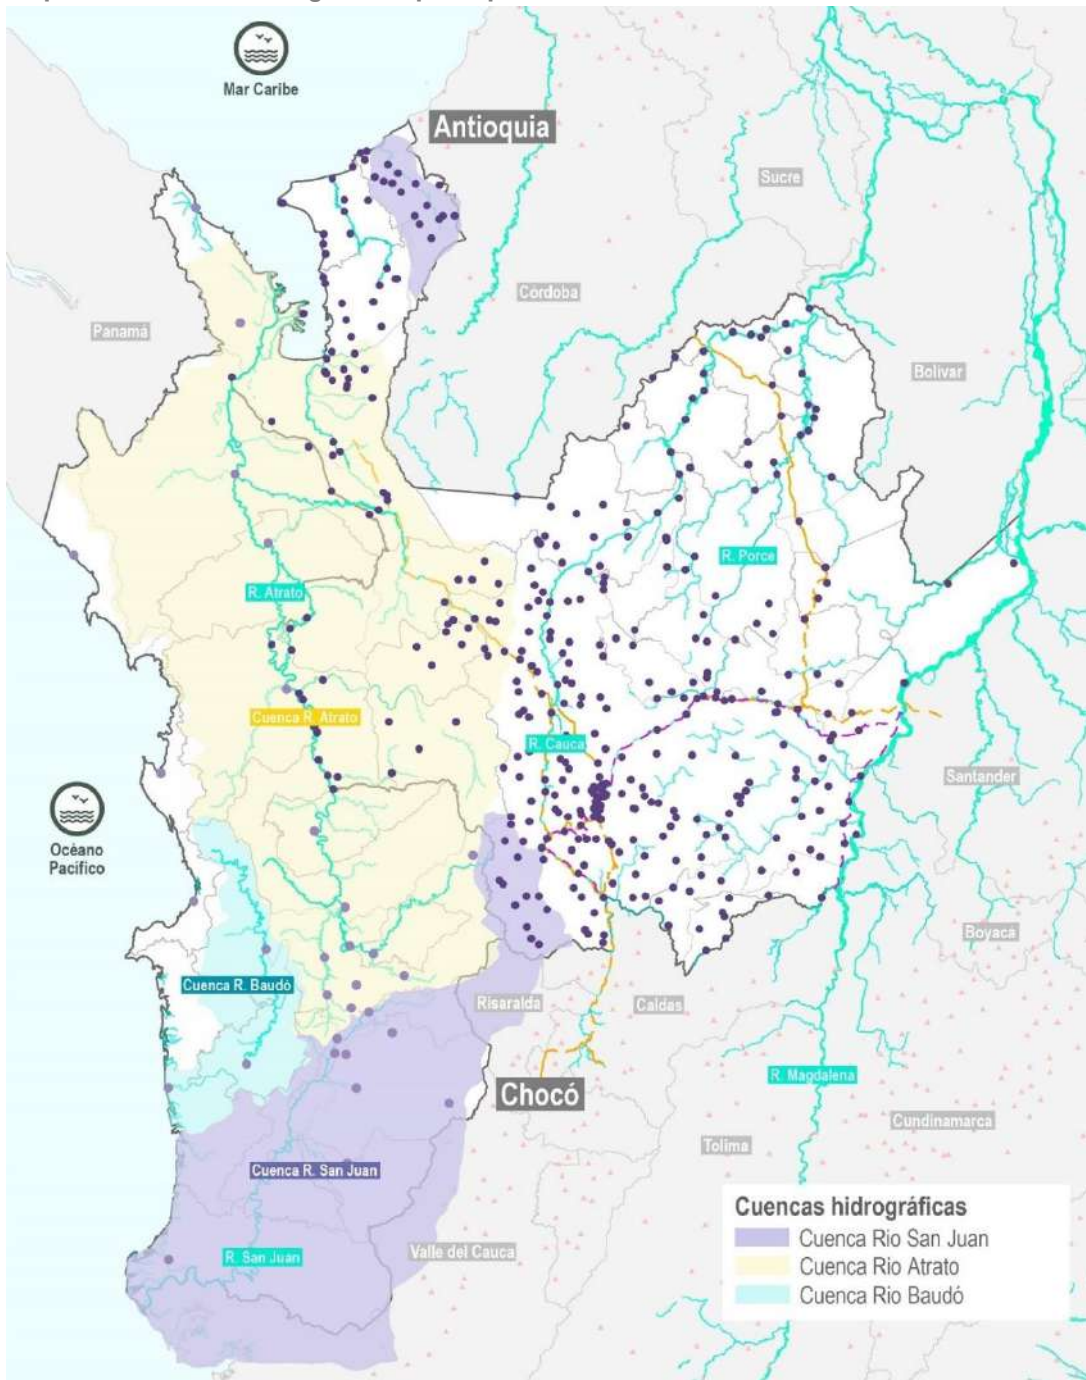 Mar Caribe
Antioquia
Sucre
Córdoba
Panamá
Bolivar
R. Porce
R. Atrato
Cuenca R. Atrato
R. Cauca
Santander
Océano
Pacífico
Boyaca
Cuenca R. Baudó
Risaralda
Caldas
R. Magdalena
Chocó
Cundinamarca
Tolima
Cuenca R. San Juan
Valle del Cauca
R. San Juan
Cuencas hidrográficas
Cuenca Rio San Juan
Cuenca Rio Atrato
Cuenca Rio Baudó